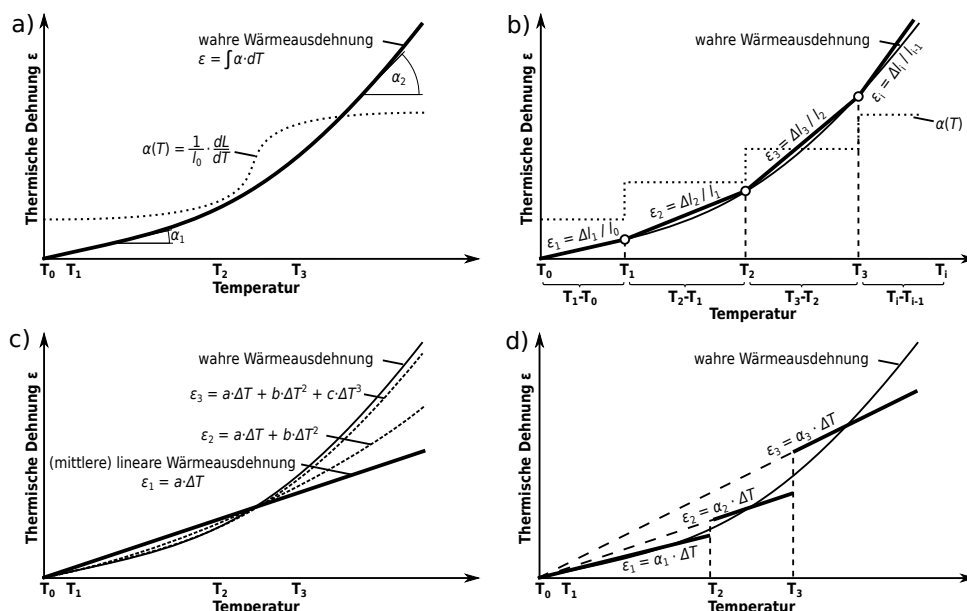 a)
Thermische Dehnung ε
wahre Wärmeausdehnung
ε = ∫ α·dT
α₂
α(T) = 1/l₀ · dL/dT
α₁
T₀ T₁ T₂ T₃
Temperatur
b)
Thermische Dehnung ε
wahre Wärmeausdehnung
ε₁ = Δl₁ / l₀
ε₂ = Δl₂ / l₁
ε₃ = Δl₃ / l₂
εᵢ = Δlᵢ / lᵢ₋₁
α(T)
T₀ T₁ T₂ T₃ Tᵢ
T₁-T₀ T₂-T₁ T₃-T₂ Tᵢ-Tᵢ₋₁
Temperatur
c)
Thermische Dehnung ε
wahre Wärmeausdehnung
ε₃ = a·ΔT + b·ΔT² + c·ΔT³
ε₂ = a·ΔT + b·ΔT²
(mittlere) lineare Wärmeausdehnung
ε₁ = a·ΔT
T₀ T₁ T₂ T₃
Temperatur
d)
Thermische Dehnung ε
wahre Wärmeausdehnung
ε₃ = α₃ · ΔT
ε₂ = α₂ · ΔT
ε₁ = α₁ · ΔT
T₀ T₁ T₂ T₃
Temperatur